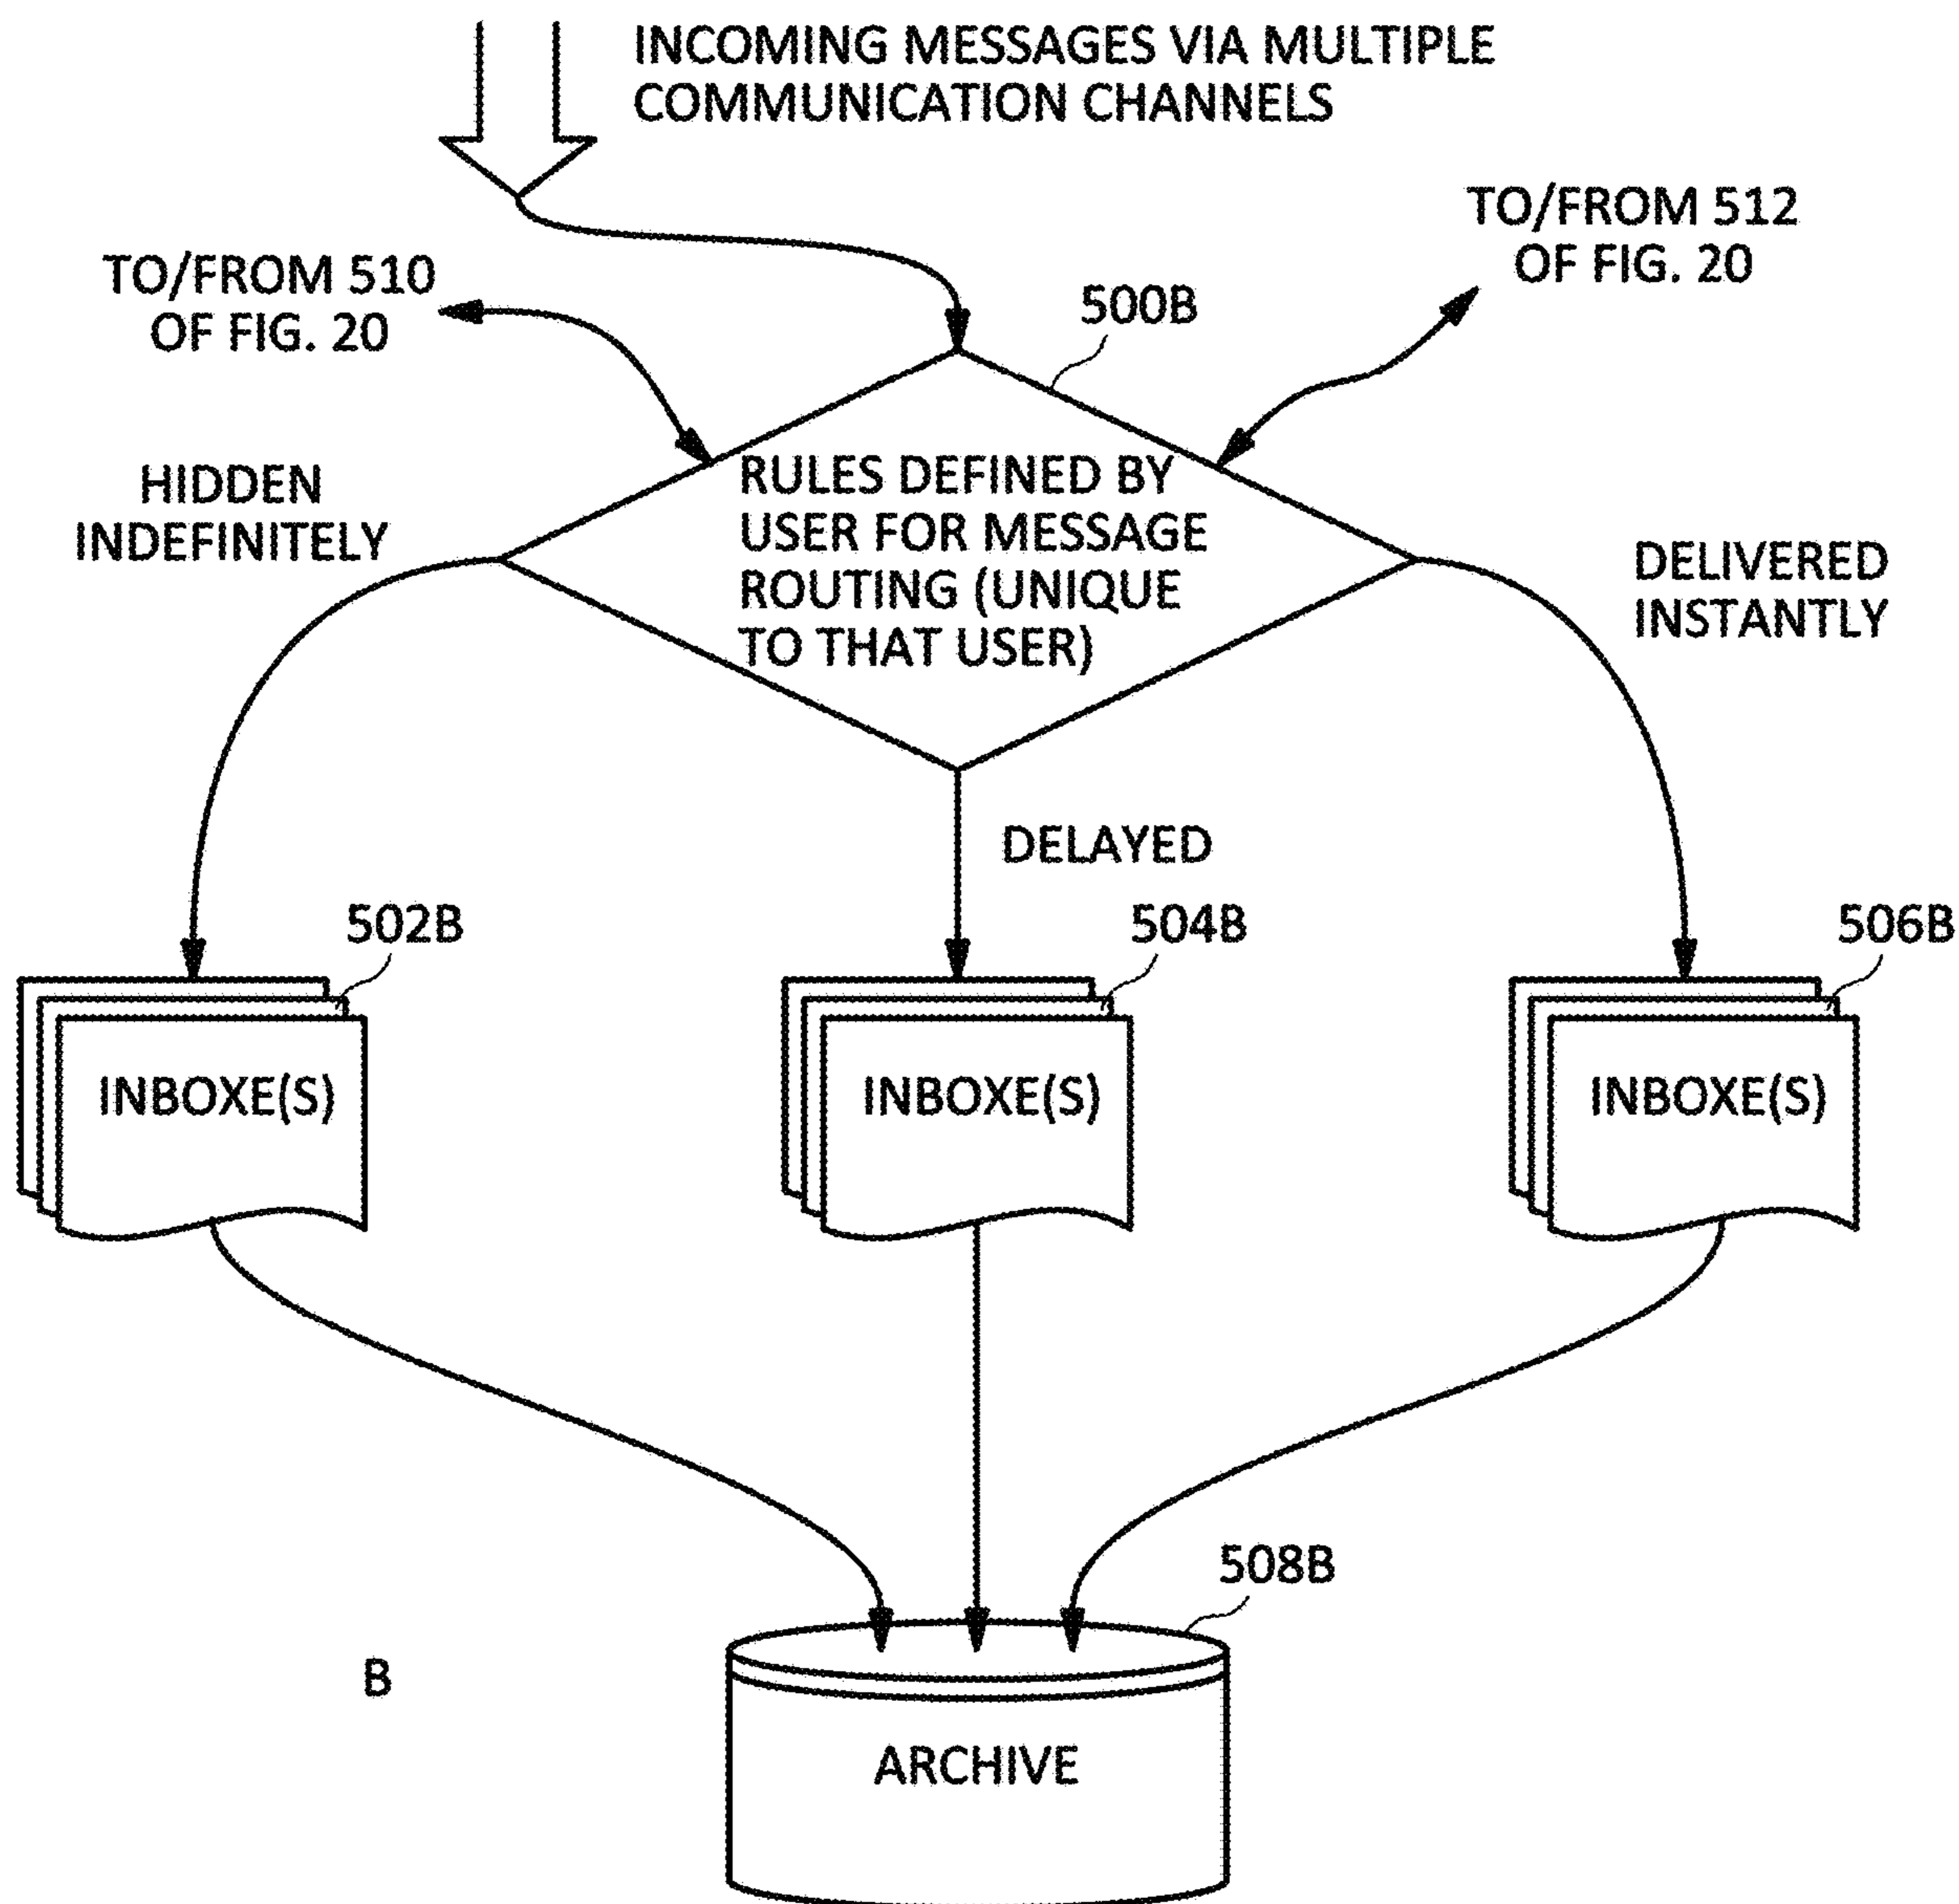 INCOMING MESSAGES VIA MULTIPLE
COMMUNICATION CHANNELS
TO/FROM 510
OF FIG. 20
TO/FROM 512
OF FIG. 20
500B
RULES DEFINED BY
USER FOR MESSAGE
ROUTING (UNIQUE
TO THAT USER)
HIDDEN
INDEFINITELY
DELIVERED
INSTANTLY
DELAYED
502B
504B
506B
INBOXE(S)
INBOXE(S)
INBOXE(S)
508B
B
ARCHIVE